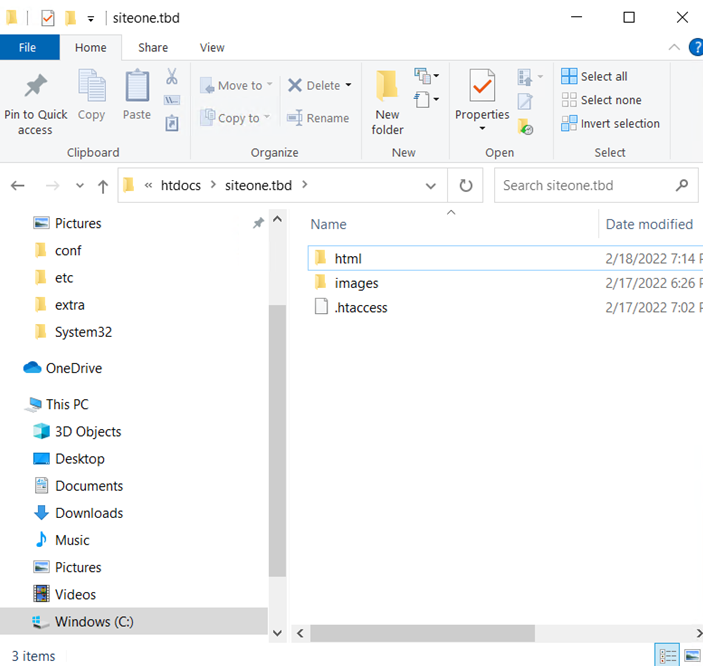 siteone.tbd
File Home Share View
Pin to Quick access
Copy
Paste
Move to
Copy to
Delete
Rename
New folder
Properties
Select all
Select none
Invert selection
Clipboard Organize New Open Select
« htdocs > siteone.tbd >
Search siteone.tbd
Pictures
conf
etc
extra
System32
OneDrive
This PC
3D Objects
Desktop
Documents
Downloads
Music
Pictures
Videos
Windows (C:)
Name Date modified
html 2/18/2022 7:14 P
images 2/17/2022 6:26 P
.htaccess 2/17/2022 7:02 P
3 items